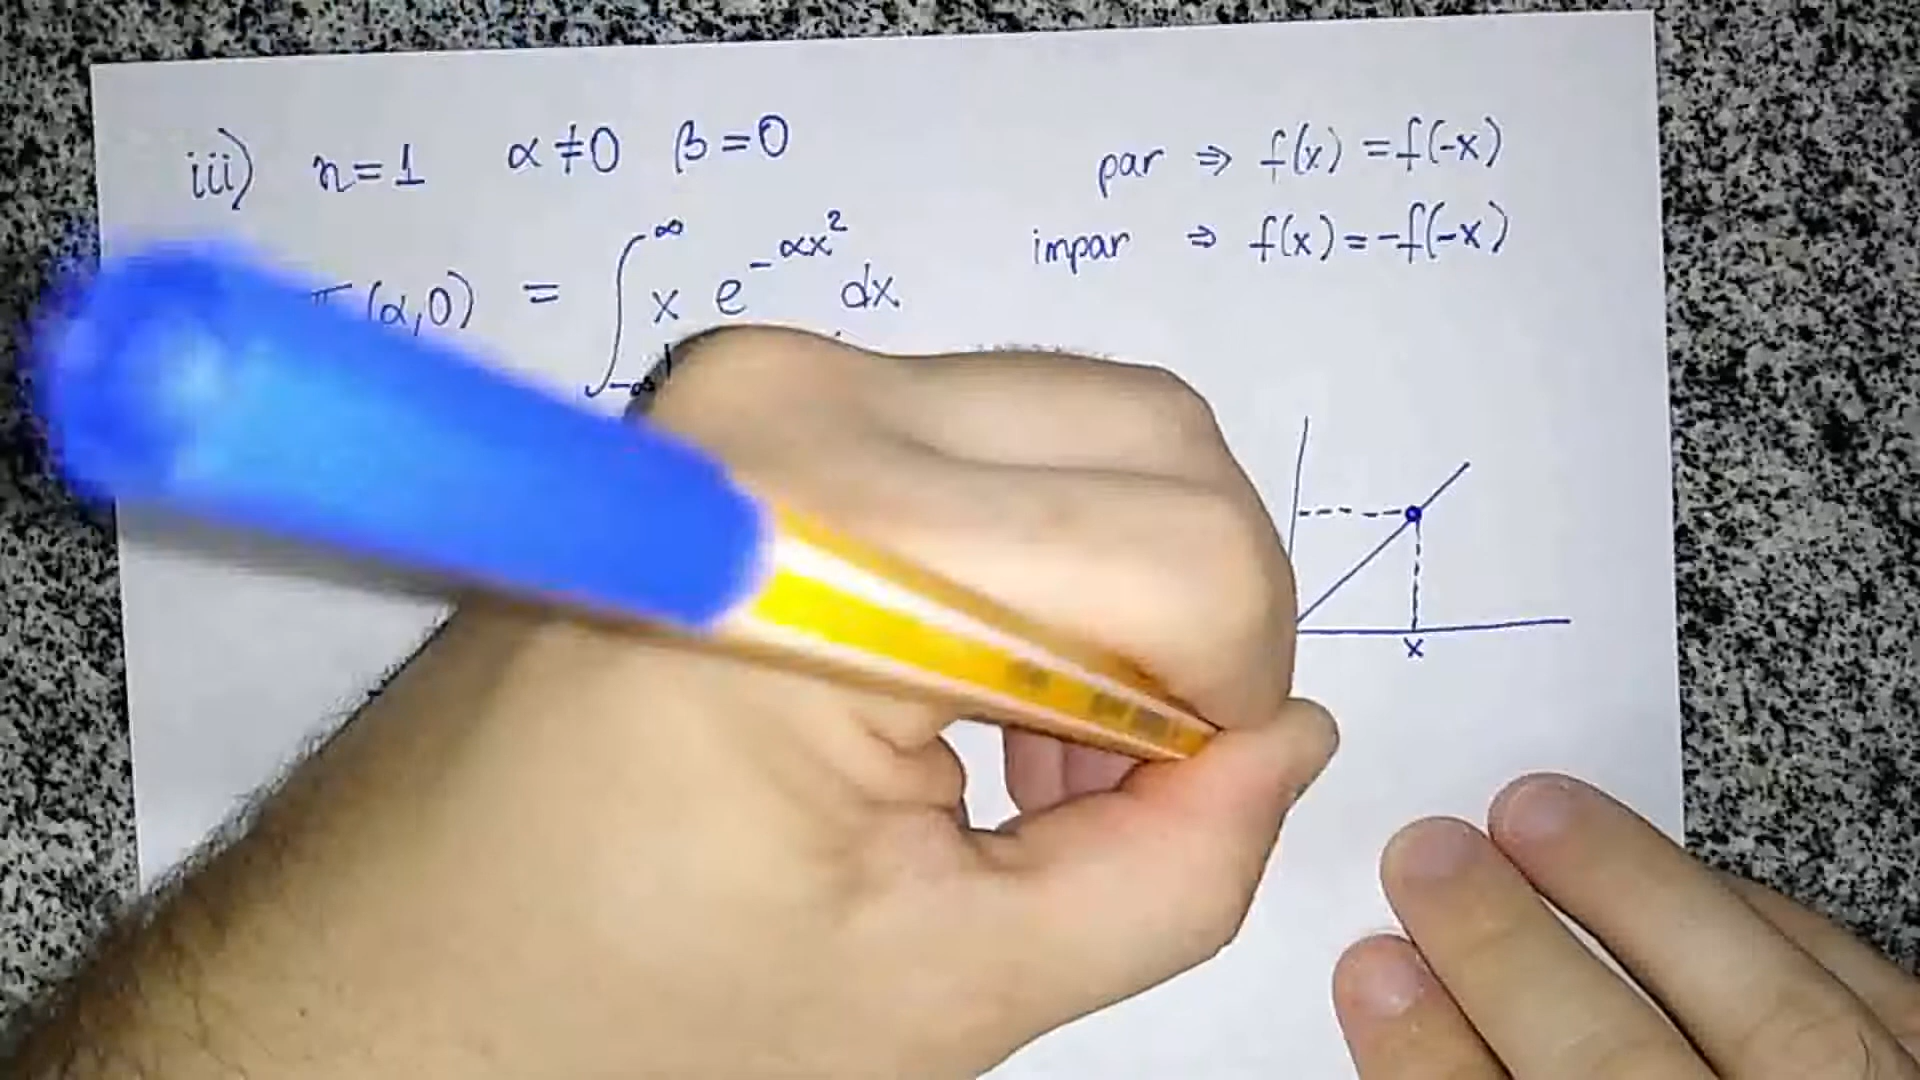 iii) n=1 α≠0 β=0
(α,0) = ∫_{-∞}^{∞} x e^{-αx²} dx
par ⇒ f(x) = f(-x)
impar ⇒ f(x) = -f(-x)
x